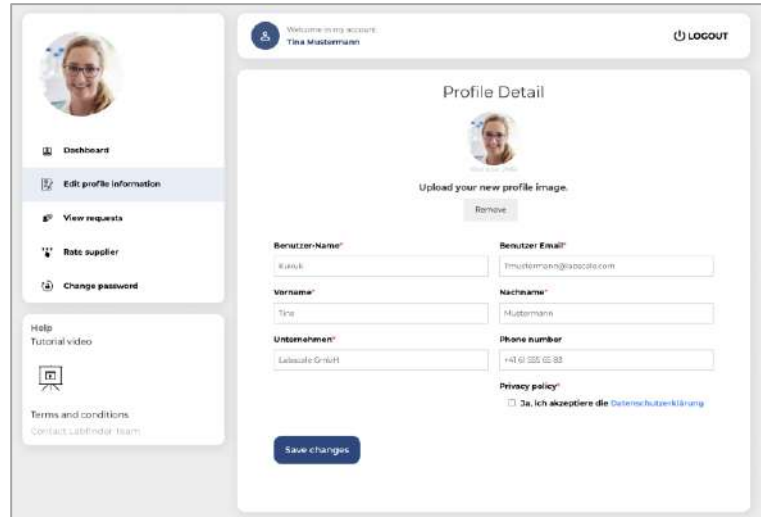 Welcome in my account
Tina Mustermann
LOGOUT
Dashboard
Edit profile information
View requests
Rate supplier
Change password
Help
Tutorial video
Terms and conditions
Contact Labfinder team
Profile Detail
Upload your new profile image.
Remove
Benutzer-Name*
Benutzer Email*
Tmustermann@labscale.com
Vorname*
Nachname*
Tina
Mustermann
Unternehmen*
Phone number
Labscale GmbH
+41 61 555 65 83
Privacy policy*
Ja, ich akzeptiere die Datenschutzerklärung
Save changes